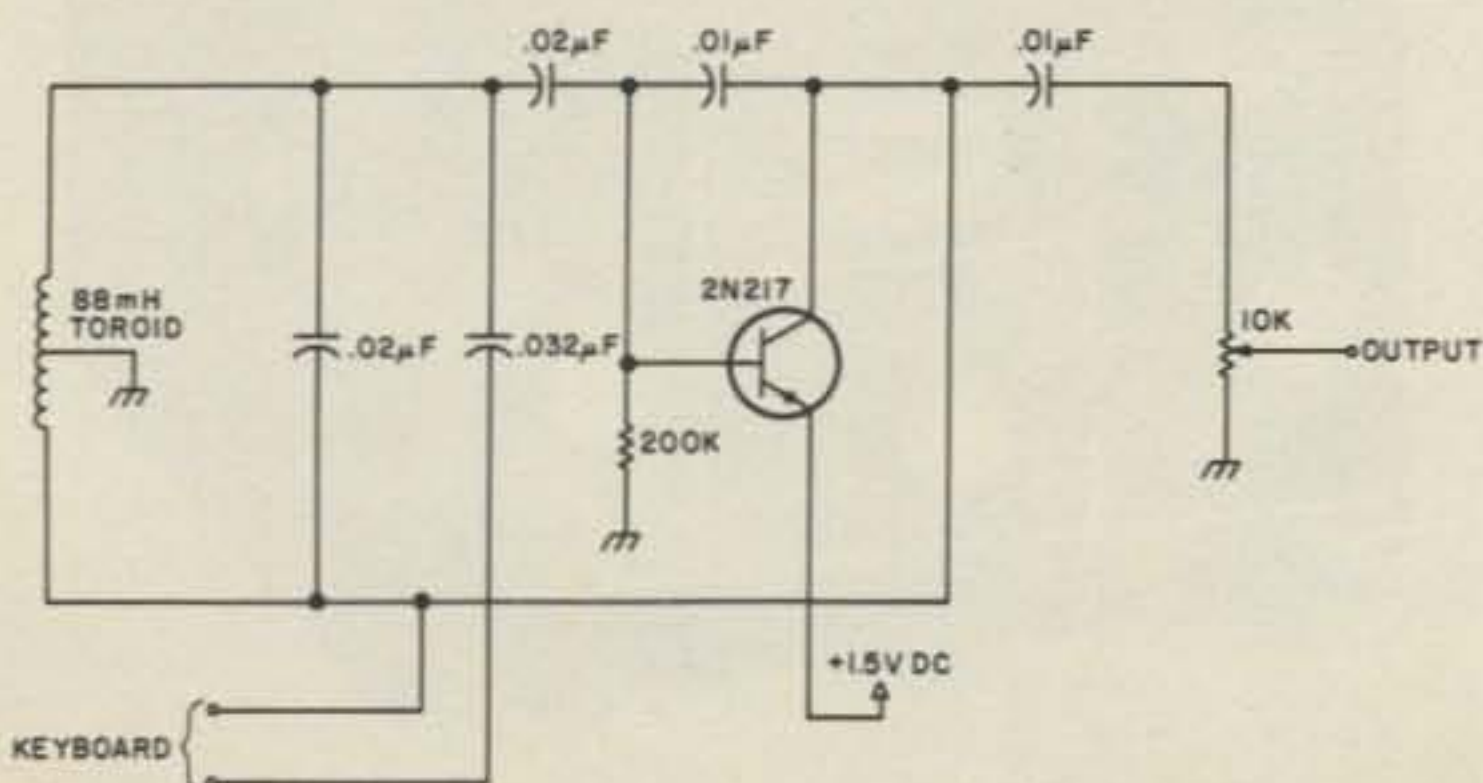 .02µF
.01µF
.01µF
88mH
TOROID
.02µF
.032µF
2N217
200K
10K
OUTPUT
+1.5V DC
KEYBOARD